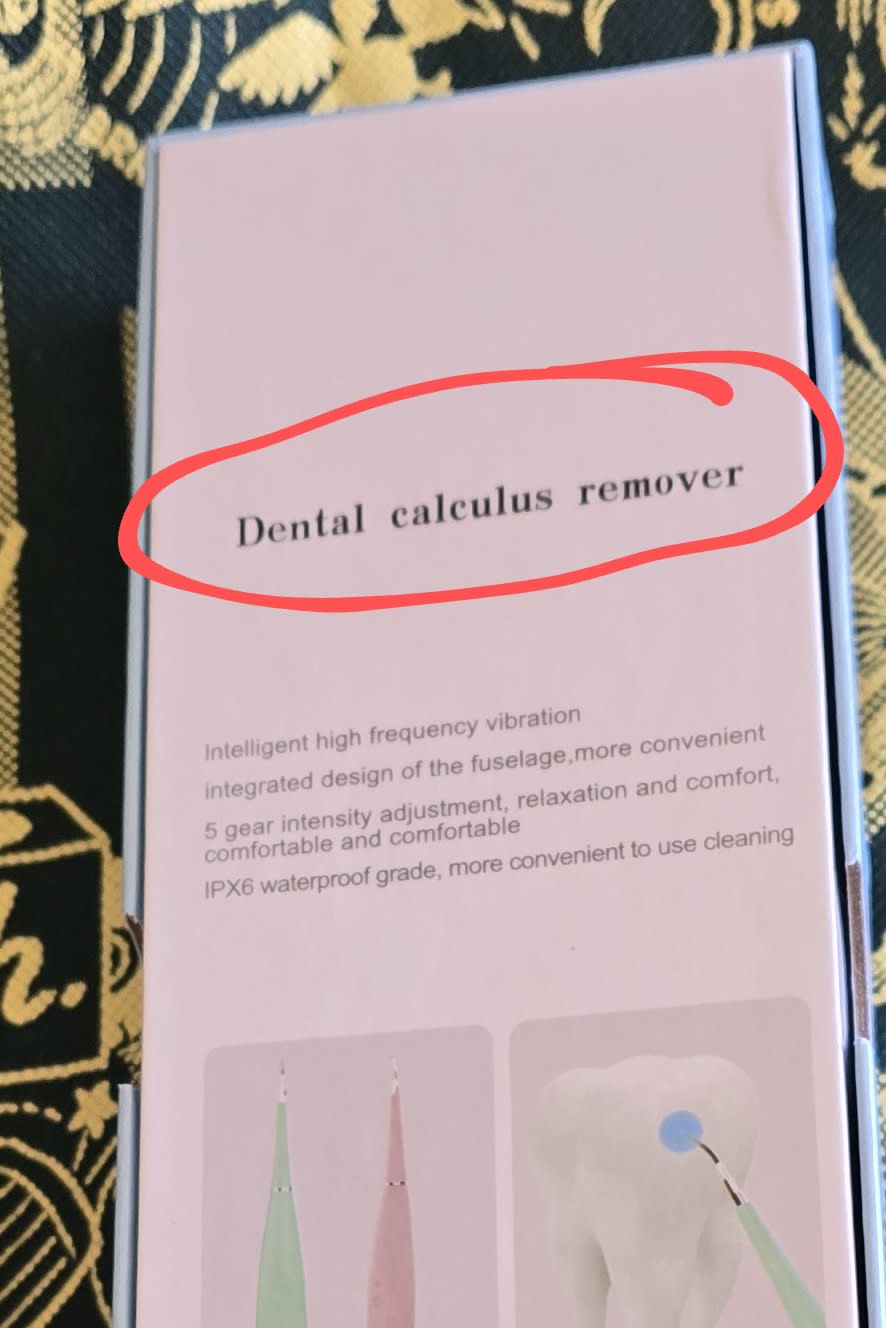 Dental calculus remover
Intelligent high frequency vibration
integrated design of the fuselage,more convenient
5 gear intensity adjustment, relaxation and comfort,
comfortable and comfortable
IPX6 waterproof grade, more convenient to use cleaning
h.